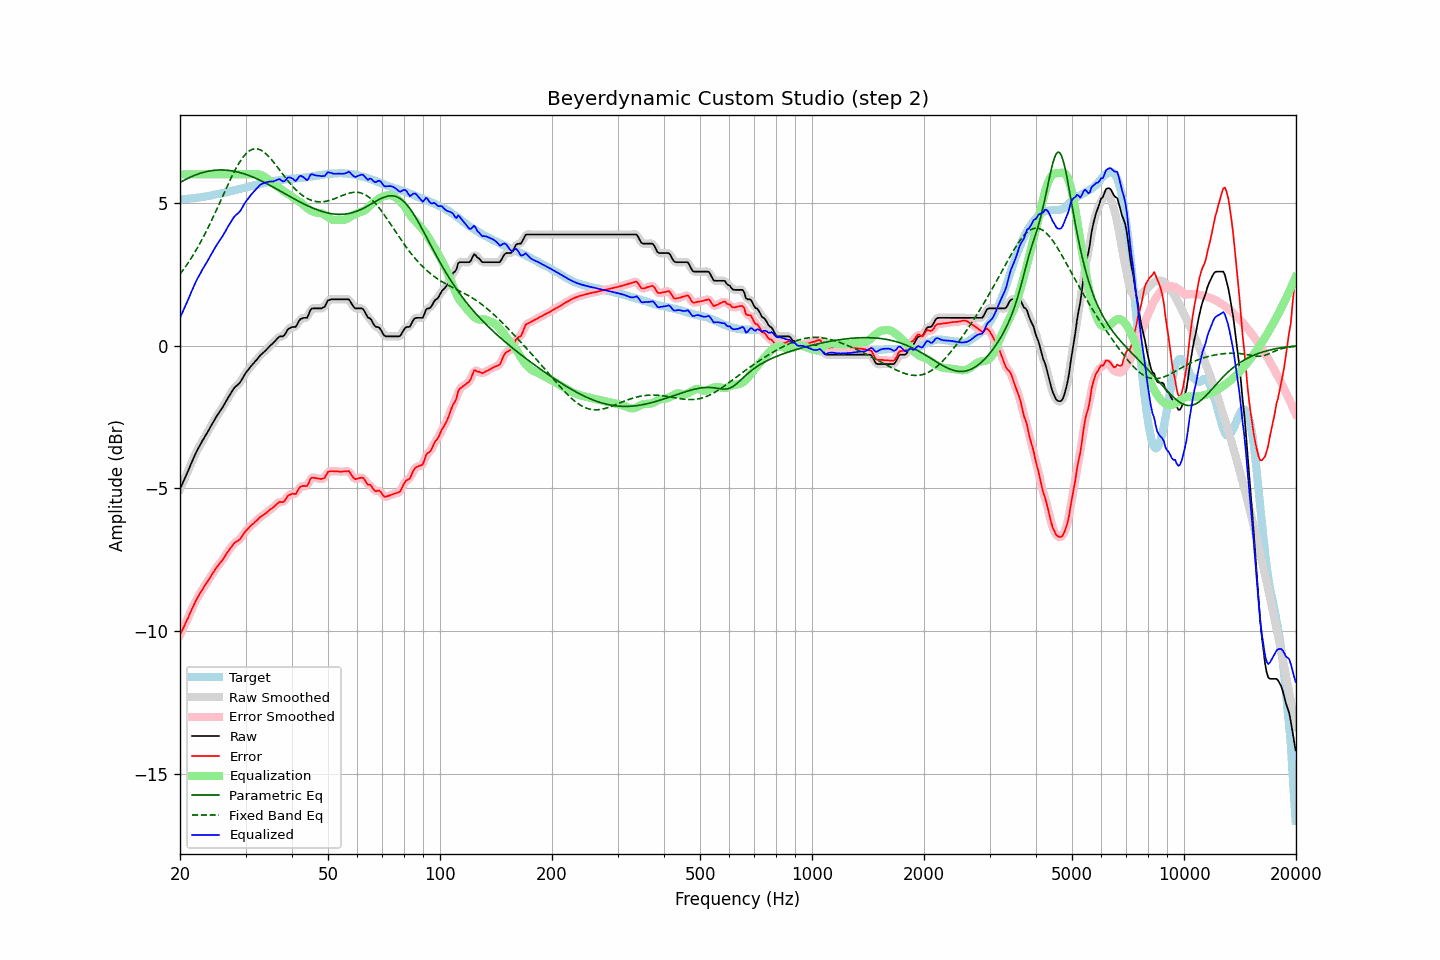 Beyerdynamic Custom Studio (step 2)
5
0
−5
−10
−15
Amplitude (dBr)
Target
Raw Smoothed
Error Smoothed
Raw
Error
Equalization
Parametric Eq
Fixed Band Eq
Equalized
20 50 100 200 500 1000 2000 5000 10000 20000
Frequency (Hz)